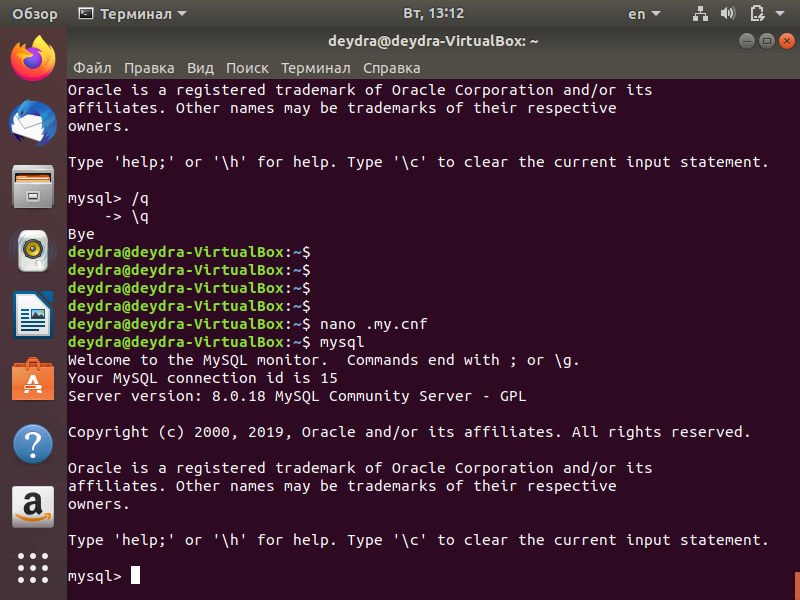 Обзор Терминал Вт, 13:12 en
deydra@deydra-VirtualBox: ~
Файл Правка Вид Поиск Терминал Справка
Oracle is a registered trademark of Oracle Corporation and/or its
affiliates. Other names may be trademarks of their respective
owners.
Type 'help;' or '\h' for help. Type '\c' to clear the current input statement.
mysql> /q
    -> \q
Bye
deydra@deydra-VirtualBox:~$
deydra@deydra-VirtualBox:~$
deydra@deydra-VirtualBox:~$
deydra@deydra-VirtualBox:~$
deydra@deydra-VirtualBox:~$ nano .my.cnf
deydra@deydra-VirtualBox:~$ mysql
Welcome to the MySQL monitor.  Commands end with ; or \g.
Your MySQL connection id is 15
Server version: 8.0.18 MySQL Community Server - GPL
Copyright (c) 2000, 2019, Oracle and/or its affiliates. All rights reserved.
Oracle is a registered trademark of Oracle Corporation and/or its
affiliates. Other names may be trademarks of their respective
owners.
Type 'help;' or '\h' for help. Type '\c' to clear the current input statement.
mysql>